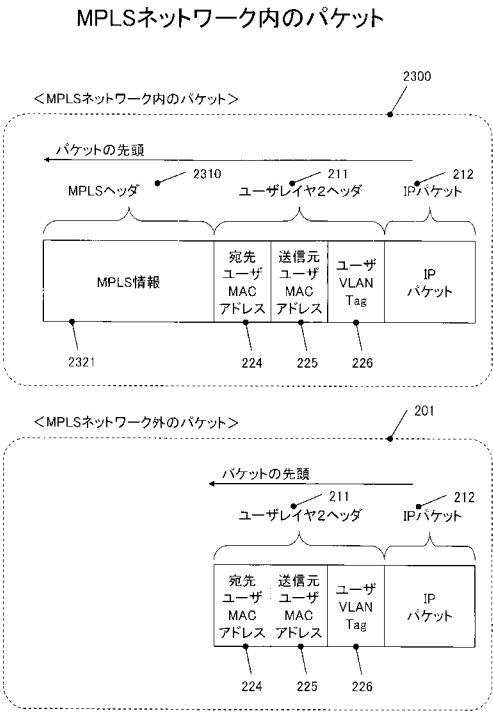 MPLSネットワーク内のパケット
＜MPLSネットワーク内のパケット＞
2300
パケットの先頭
MPLSヘッダ
2310
ユーザレイヤ2ヘッダ
211
IPパケット
212
MPLS情報
宛先
ユーザ
MAC
アドレス
送信元
ユーザ
MAC
アドレス
ユーザ
VLAN
Tag
IP
パケット
2321
224
225
226
＜MPLSネットワーク外のパケット＞
201
パケットの先頭
211
212
ユーザレイヤ2ヘッダ
IPパケット
宛先
ユーザ
MAC
アドレス
送信元
ユーザ
MAC
アドレス
ユーザ
VLAN
Tag
IP
パケット
224
225
226